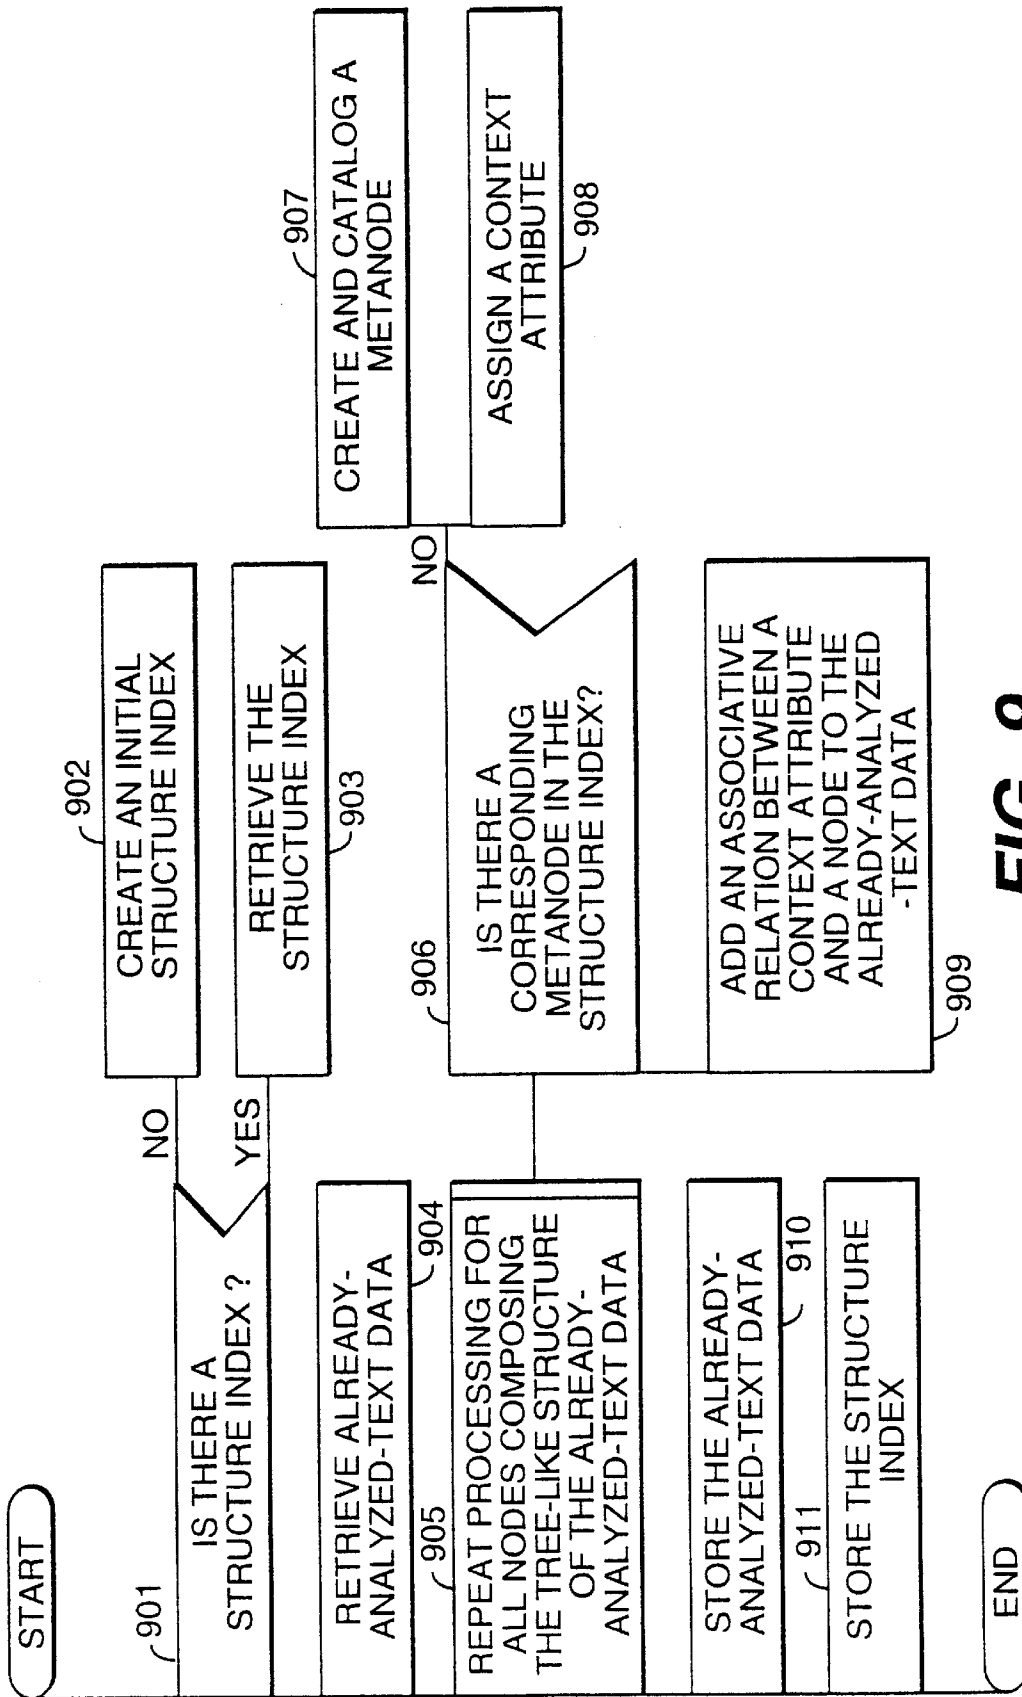 START
901
IS THERE A
STRUCTURE INDEX ?
NO
YES
902
CREATE AN INITIAL
STRUCTURE INDEX
RETRIEVE THE
STRUCTURE INDEX
903
RETRIEVE ALREADY-
ANALYZED-TEXT DATA
904
905
REPEAT PROCESSING FOR
ALL NODES COMPOSING
THE TREE-LIKE STRUCTURE
OF THE ALREADY-
ANALYZED-TEXT DATA
906
IS THERE A
CORRESPONDING
METANODE IN THE
STRUCTURE INDEX?
NO
907
CREATE AND CATALOG A
METANODE
ASSIGN A CONTEXT
ATTRIBUTE
908
ADD AN ASSOCIATIVE
RELATION BETWEEN A
CONTEXT ATTRIBUTE
AND A NODE TO THE
ALREADY-ANALYZED
-TEXT DATA
909
STORE THE ALREADY-
ANALYZED-TEXT DATA
910
911
STORE THE STRUCTURE
INDEX
END
FIG. 9